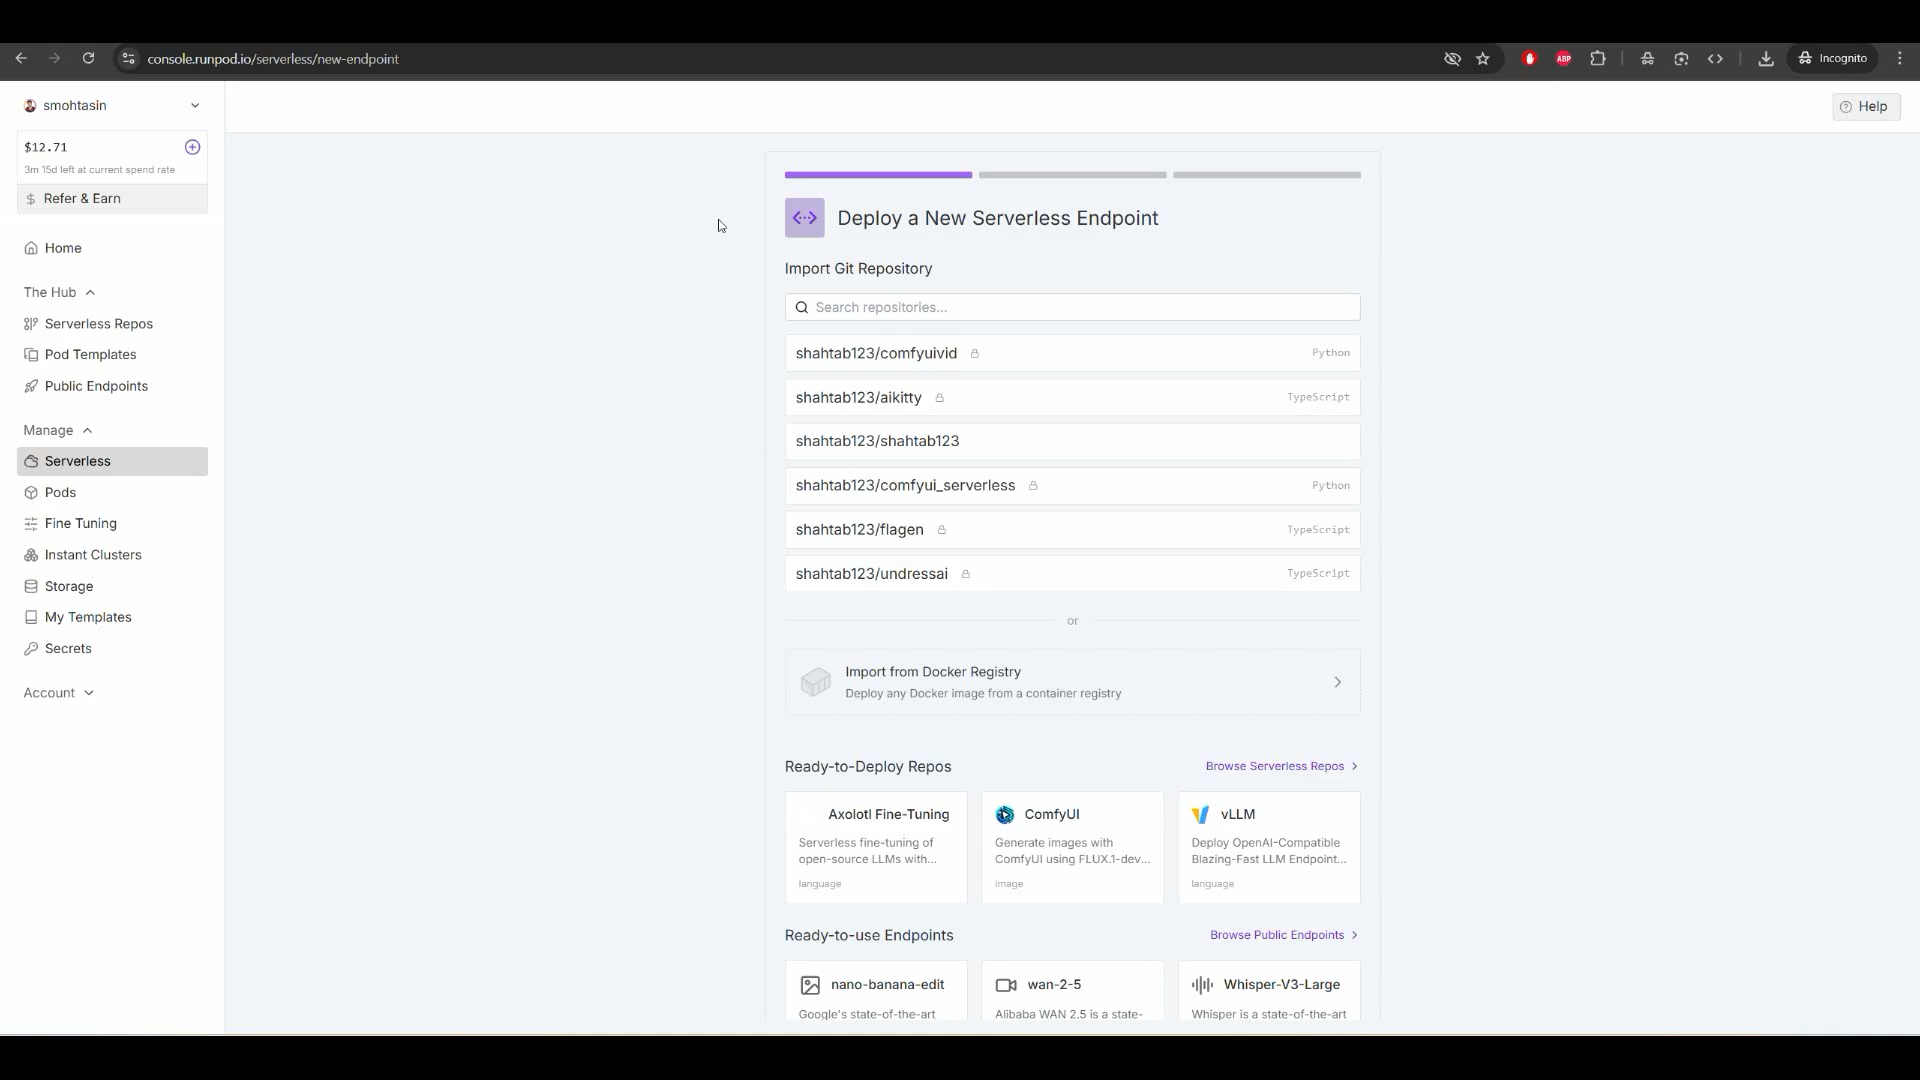 console.runpod.io/serverless/new-endpoint
ABP
Incognito
smohtasin
Help
$12.71
3m 15d left at current spend rate
Refer & Earn
Home
The Hub
Serverless Repos
Pod Templates
Public Endpoints
Manage
Serverless
Pods
Fine Tuning
Instant Clusters
Storage
My Templates
Secrets
Account
Deploy a New Serverless Endpoint
Import Git Repository
Search repositories...
shahtab123/comfyuivid Python
shahtab123/aikitty TypeScript
shahtab123/shahtab123
shahtab123/comfyui_serverless Python
shahtab123/flagen TypeScript
shahtab123/undressai TypeScript
or
Import from Docker Registry
Deploy any Docker image from a container registry
Ready-to-Deploy Repos Browse Serverless Repos
Axolotl Fine-Tuning
Serverless fine-tuning of
open-source LLMs with...
language
ComfyUI
Generate images with
ComfyUI using FLUX.1-dev...
image
vLLM
Deploy OpenAI-Compatible
Blazing-Fast LLM Endpoint...
language
Ready-to-use Endpoints Browse Public Endpoints
nano-banana-edit
Google's state-of-the-art
wan-2-5
Alibaba WAN 2.5 is a state-
Whisper-V3-Large
Whisper is a state-of-the-art